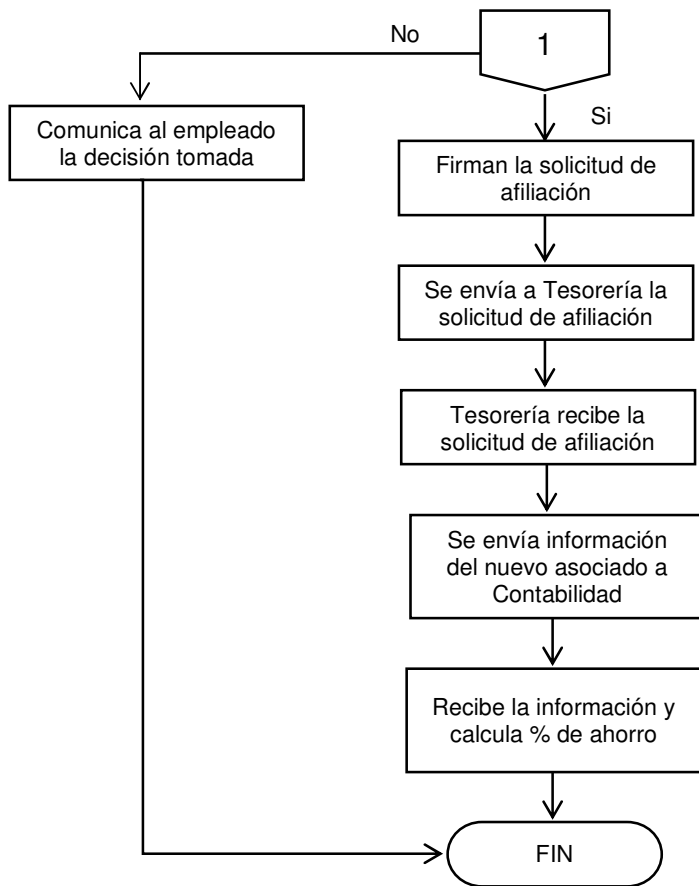 No
1
Si
Comunica al empleado
la decisión tomada
Firman la solicitud de
afiliación
Se envía a Tesorería la
solicitud de afiliación
Tesorería recibe la
solicitud de afiliación
Se envía información
del nuevo asociado a
Contabilidad
Recibe la información y
calcula % de ahorro
FIN